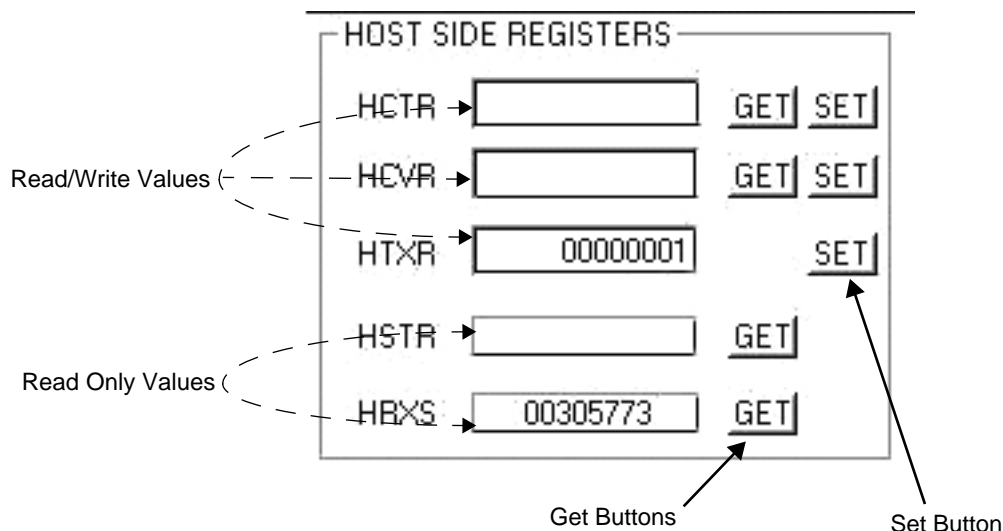 HOST SIDE REGISTERS
HCTR GET SET
Read/Write Values HCVR GET SET
HTXR 00000001 SET
HSTR GET
Read Only Values
HRXS 00305773 GET
Get Buttons
Set Button